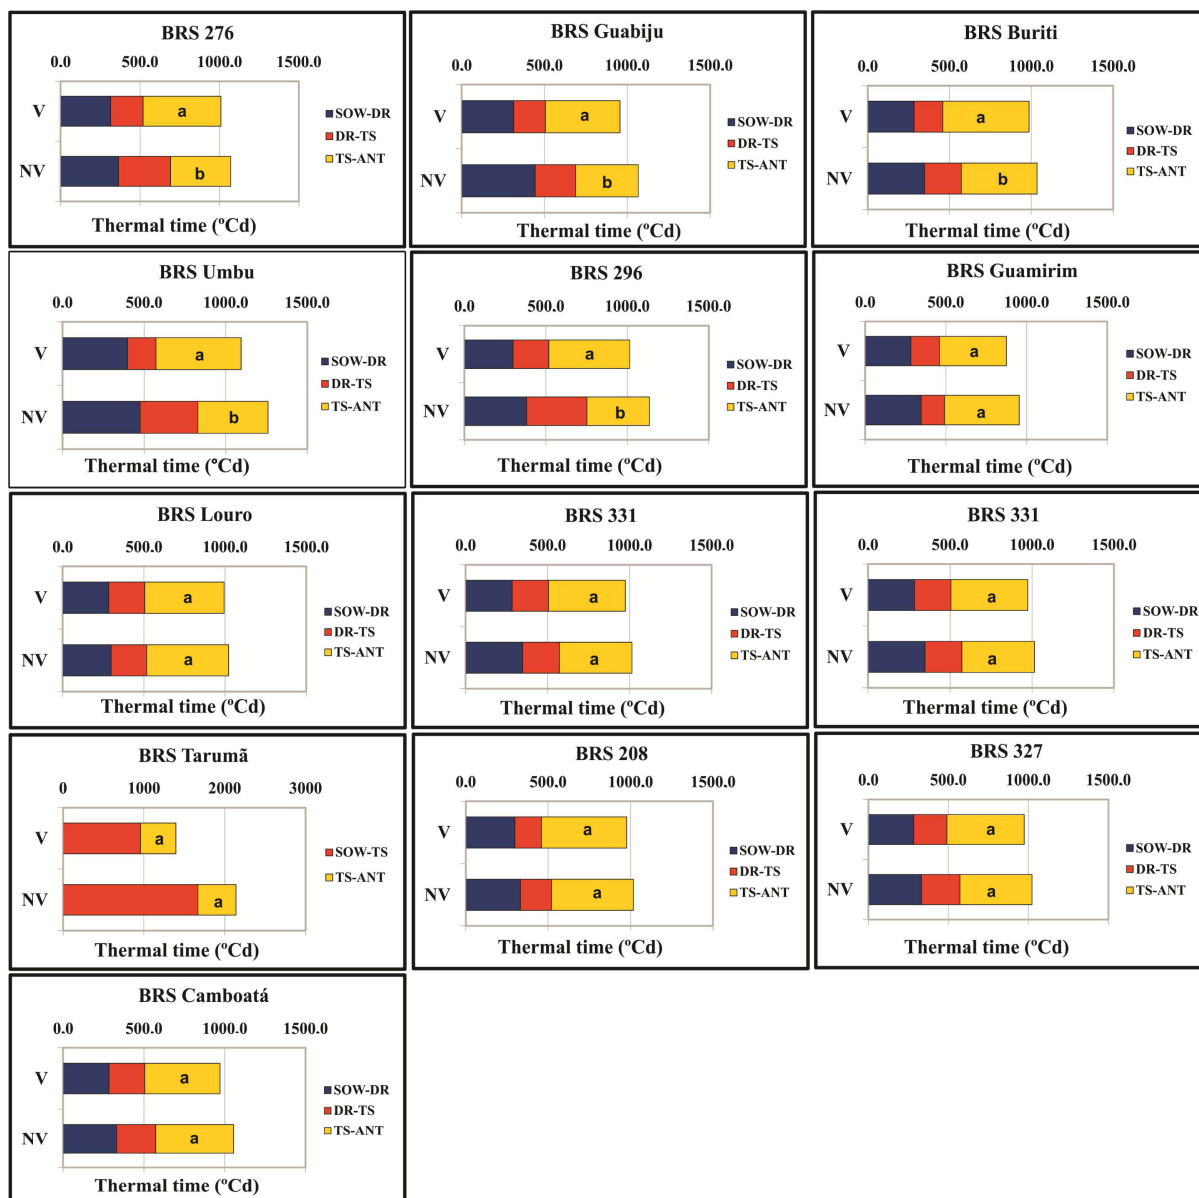 BRS 276
0.0 500.0 1000.0 1500.0
V a SOW-DR
DR-TS
NV b TS-ANT
Thermal time (ºCd)
BRS Guabiju
0.0 500.0 1000.0 1500.0
V a SOW-DR
DR-TS
NV b TS-ANT
Thermal time (ºCd)
BRS Buriti
0.0 500.0 1000.0 1500.0
V a SOW-DR
DR-TS
NV b TS-ANT
Thermal time (ºCd)
BRS Umbu
0.0 500.0 1000.0 1500.0
V a SOW-DR
DR-TS
NV b TS-ANT
Thermal time (°Cd)
BRS 296
0.0 500.0 1000.0 1500.0
V a SOW-DR
DR-TS
NV b TS-ANT
Thermal time (ºCd)
BRS Guamirim
0.0 500.0 1000.0 1500.0
V a SOW-DR
DR-TS
NV a TS-ANT
Thermal time (ºCd)
BRS Louro
0.0 500.0 1000.0 1500.0
V a SOW-DR
DR-TS
NV a TS-ANT
Thermal time (ºCd)
BRS 331
0.0 500.0 1000.0 1500.0
V a SOW-DR
DR-TS
NV a TS-ANT
Thermal time (ºCd)
BRS 331
0.0 500.0 1000.0 1500.0
V a SOW-DR
DR-TS
NV a TS-ANT
Thermal time (ºCd)
BRS Tarumã
0 1000 2000 3000
V a SOW-TS
NV a TS-ANT
Thermal time (ºCd)
BRS 208
0.0 500.0 1000.0 1500.0
V a SOW-DR
DR-TS
NV a TS-ANT
Thermal time (ºCd)
BRS 327
0.0 500.0 1000.0 1500.0
V a SOW-DR
DR-TS
NV a TS-ANT
Thermal time (ºCd)
BRS Camboatá
0.0 500.0 1000.0 1500.0
V a SOW-DR
DR-TS
NV a TS-ANT
Thermal time (ºCd)